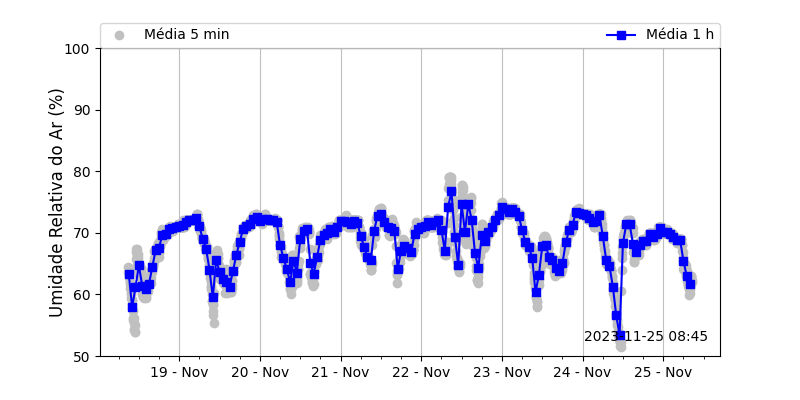 Média 5 min
Média 1 h
Umidade Relativa do Ar (%)
100
90
80
70
60
50
2023-11-25 08:45
19 - Nov
20 - Nov
21 - Nov
22 - Nov
23 - Nov
24 - Nov
25 - Nov